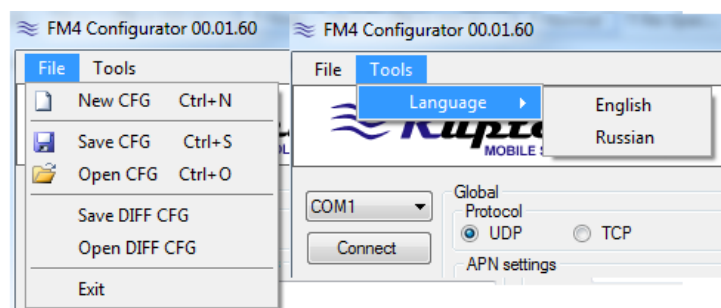 FM4 Configurator 00.01.60
File Tools
New CFG Ctrl+N
Save CFG Ctrl+S
Open CFG Ctrl+O
Save DIFF CFG
Open DIFF CFG
Exit
FM4 Configurator 00.01.60
File Tools
Language
English
Russian
MOBILE
COM1
Connect
Global
Protocol
UDP TCP
APN settings